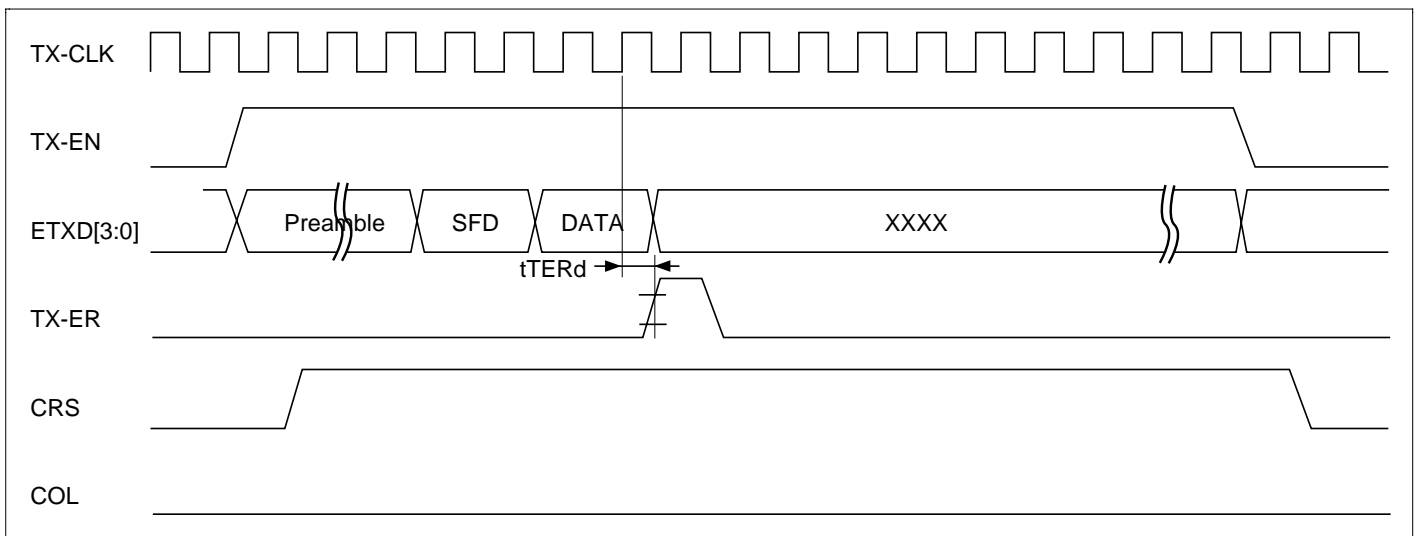 TX-CLK
TX-EN
ETXD[3:0]
Preamble
SFD
DATA
XXXX
tTERd
TX-ER
CRS
COL